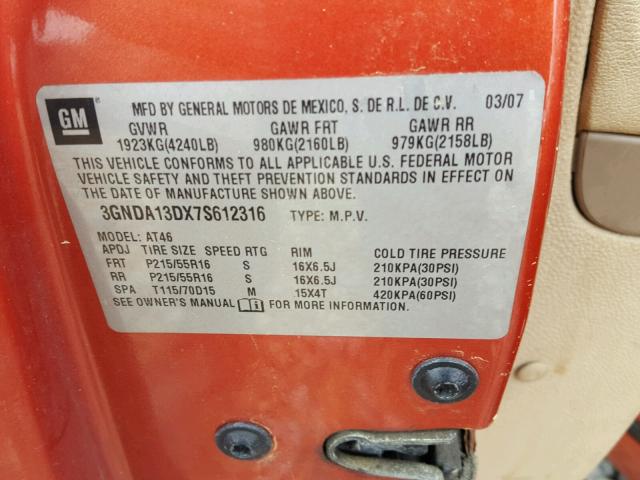 GM MFD BY GENERAL MOTORS DE MEXICO, S. DE R.L. DE C.V. 03/07
GVWR GAWR FRT GAWR RR
1923KG(4240LB) 980KG(2160LB) 979KG(2158LB)
THIS VEHICLE CONFORMS TO ALL APPLICABLE U.S. FEDERAL MOTOR
VEHICLE SAFETY AND THEFT PREVENTION STANDARDS IN EFFECT ON
THE DATE OF MANUFACTURE SHOWN ABOVE.
3GNDA13DX7S612316 TYPE: M.P.V.
MODEL: AT46
APDJ TIRE SIZE SPEED RTG RIM COLD TIRE PRESSURE
FRT P215/55R16 S 16X6.5J 210KPA(30PSI)
RR P215/55R16 S 16X6.5J 210KPA(30PSI)
SPA T115/70D15 M 15X4T 420KPA(60PSI)
SEE OWNER'S MANUAL FOR MORE INFORMATION